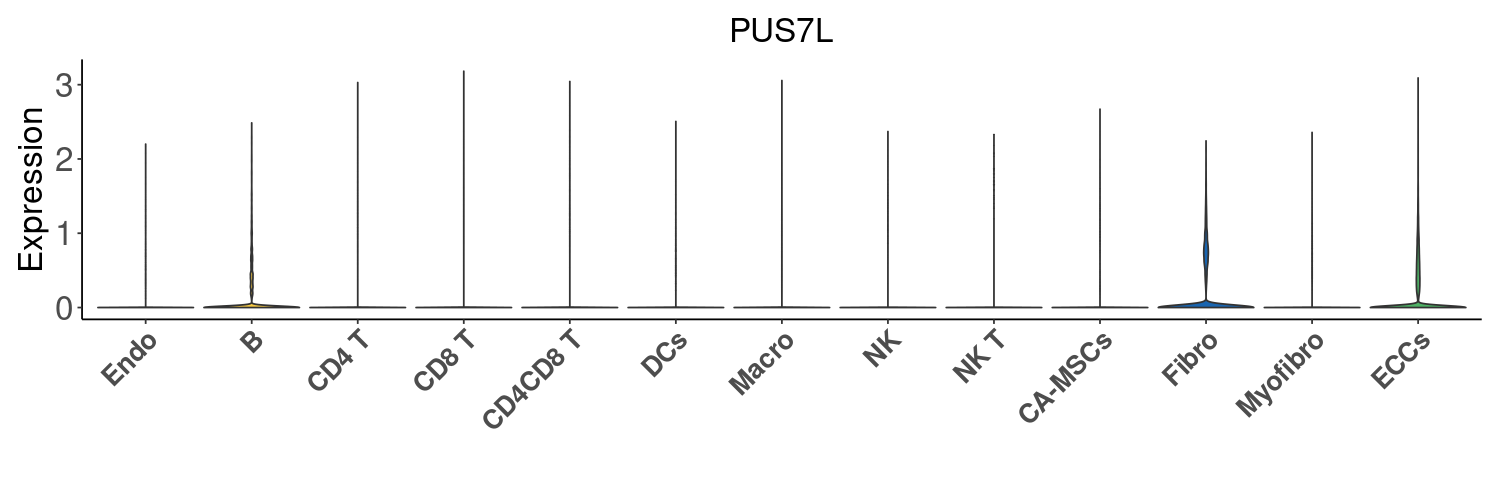 PUS7L
Expression
3
2
1
0
Endo
B
CD4 T
CD8 T
CD4CD8 T
DCs
Macro
NK
NK T
CA-MSCs
Fibro
Myofibro
ECCs